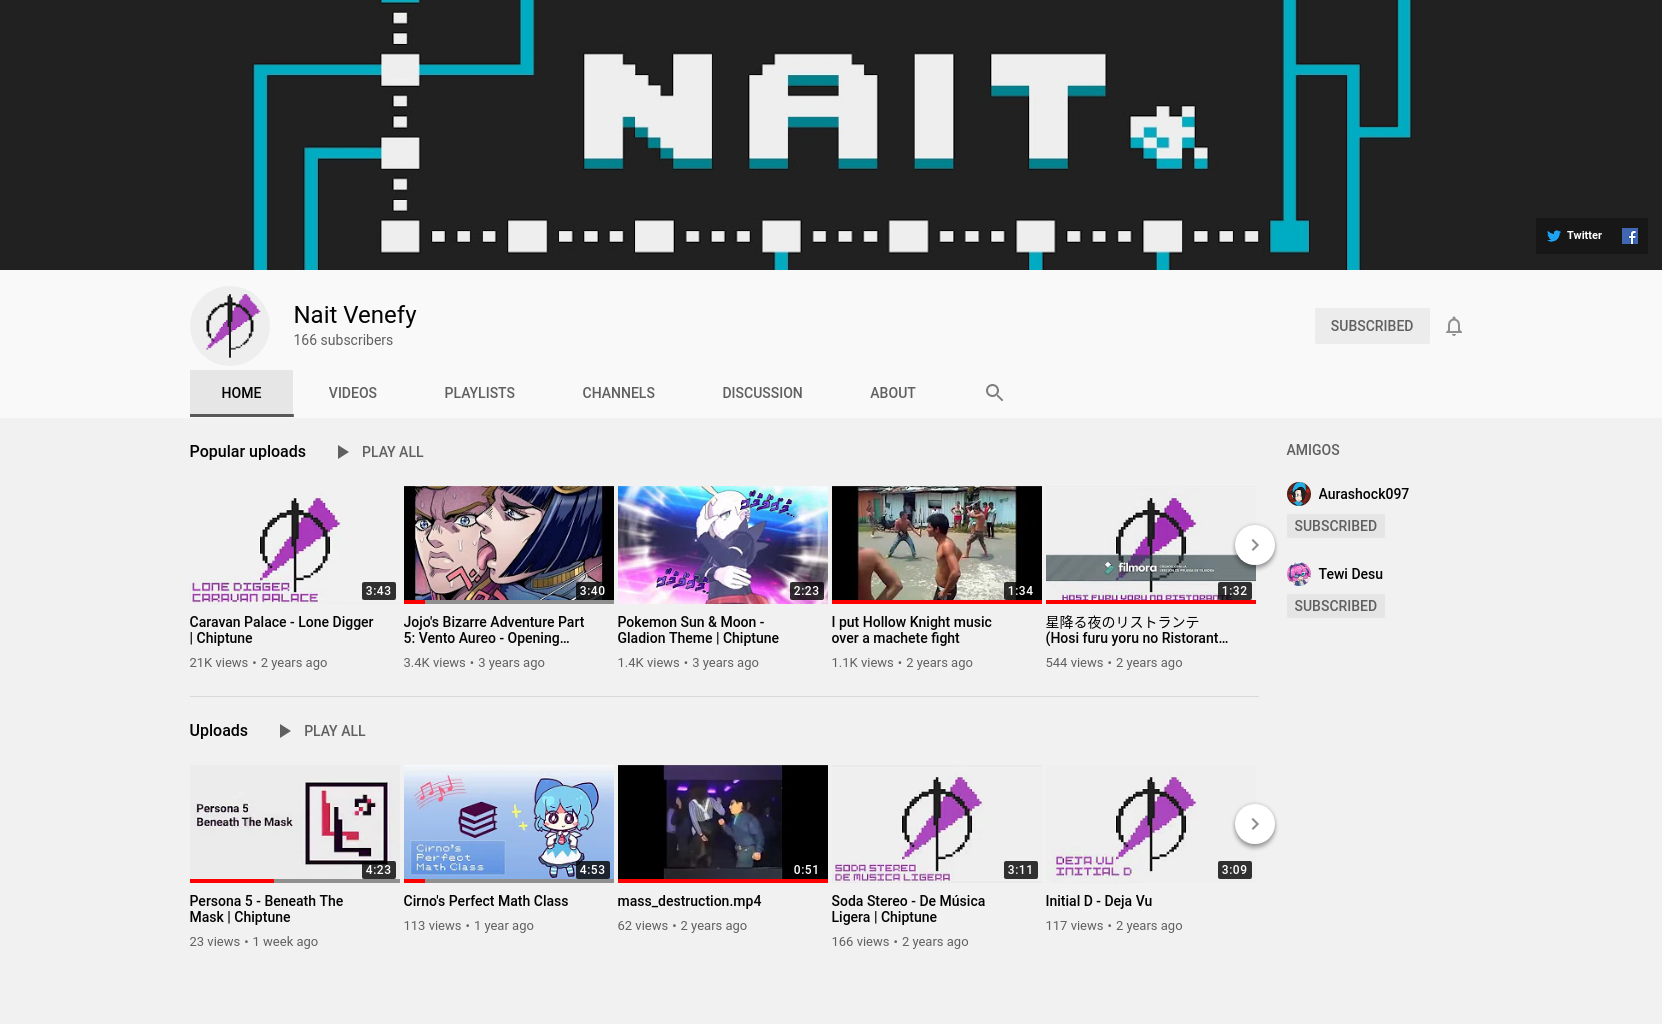 NAIT
Twitter
Nait Venefy
166 subscribers
SUBSCRIBED
HOME
VIDEOS
PLAYLISTS
CHANNELS
DISCUSSION
ABOUT
Popular uploads
PLAY ALL
LONE DIGGER
CARAVAN PALACE
3:43
3:40
ゴゴゴゴ...
ゴゴゴゴ
2:23
1:34
filmora
HOSI FURU YORU NO RISTORAN
1:32
Caravan Palace - Lone Digger
| Chiptune
21K views • 2 years ago
Jojo's Bizarre Adventure Part
5: Vento Aureo - Opening...
3.4K views • 3 years ago
Pokemon Sun & Moon -
Gladion Theme | Chiptune
1.4K views • 3 years ago
I put Hollow Knight music
over a machete fight
1.1K views • 2 years ago
星降る夜のリストランテ
(Hosi furu yoru no Ristorant...
544 views • 2 years ago
Uploads
PLAY ALL
Persona 5
Beneath The Mask
4:23
Cirno's
Perfect
Math Class
4:53
0:51
SODA STEREO
DE MUSICA LIGERA
3:11
DEJA VU
INITIAL D
3:09
Persona 5 - Beneath The
Mask | Chiptune
23 views • 1 week ago
Cirno's Perfect Math Class
113 views • 1 year ago
mass_destruction.mp4
62 views • 2 years ago
Soda Stereo - De Música
Ligera | Chiptune
166 views • 2 years ago
Initial D - Deja Vu
117 views • 2 years ago
AMIGOS
Aurashock097
SUBSCRIBED
Tewi Desu
SUBSCRIBED